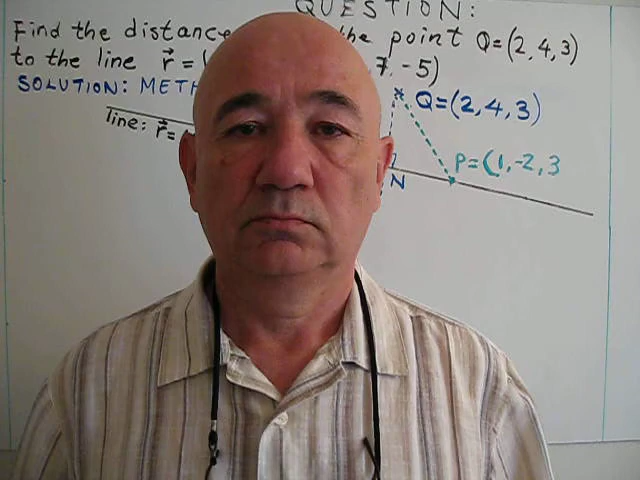 QUESTION:
Find the distance the point Q=(2,4,3)
to the line r⃗=( 7,-5)
SOLUTION: METH
Q=(2,4,3)
line: r⃗=
P=(1,-2,3
N